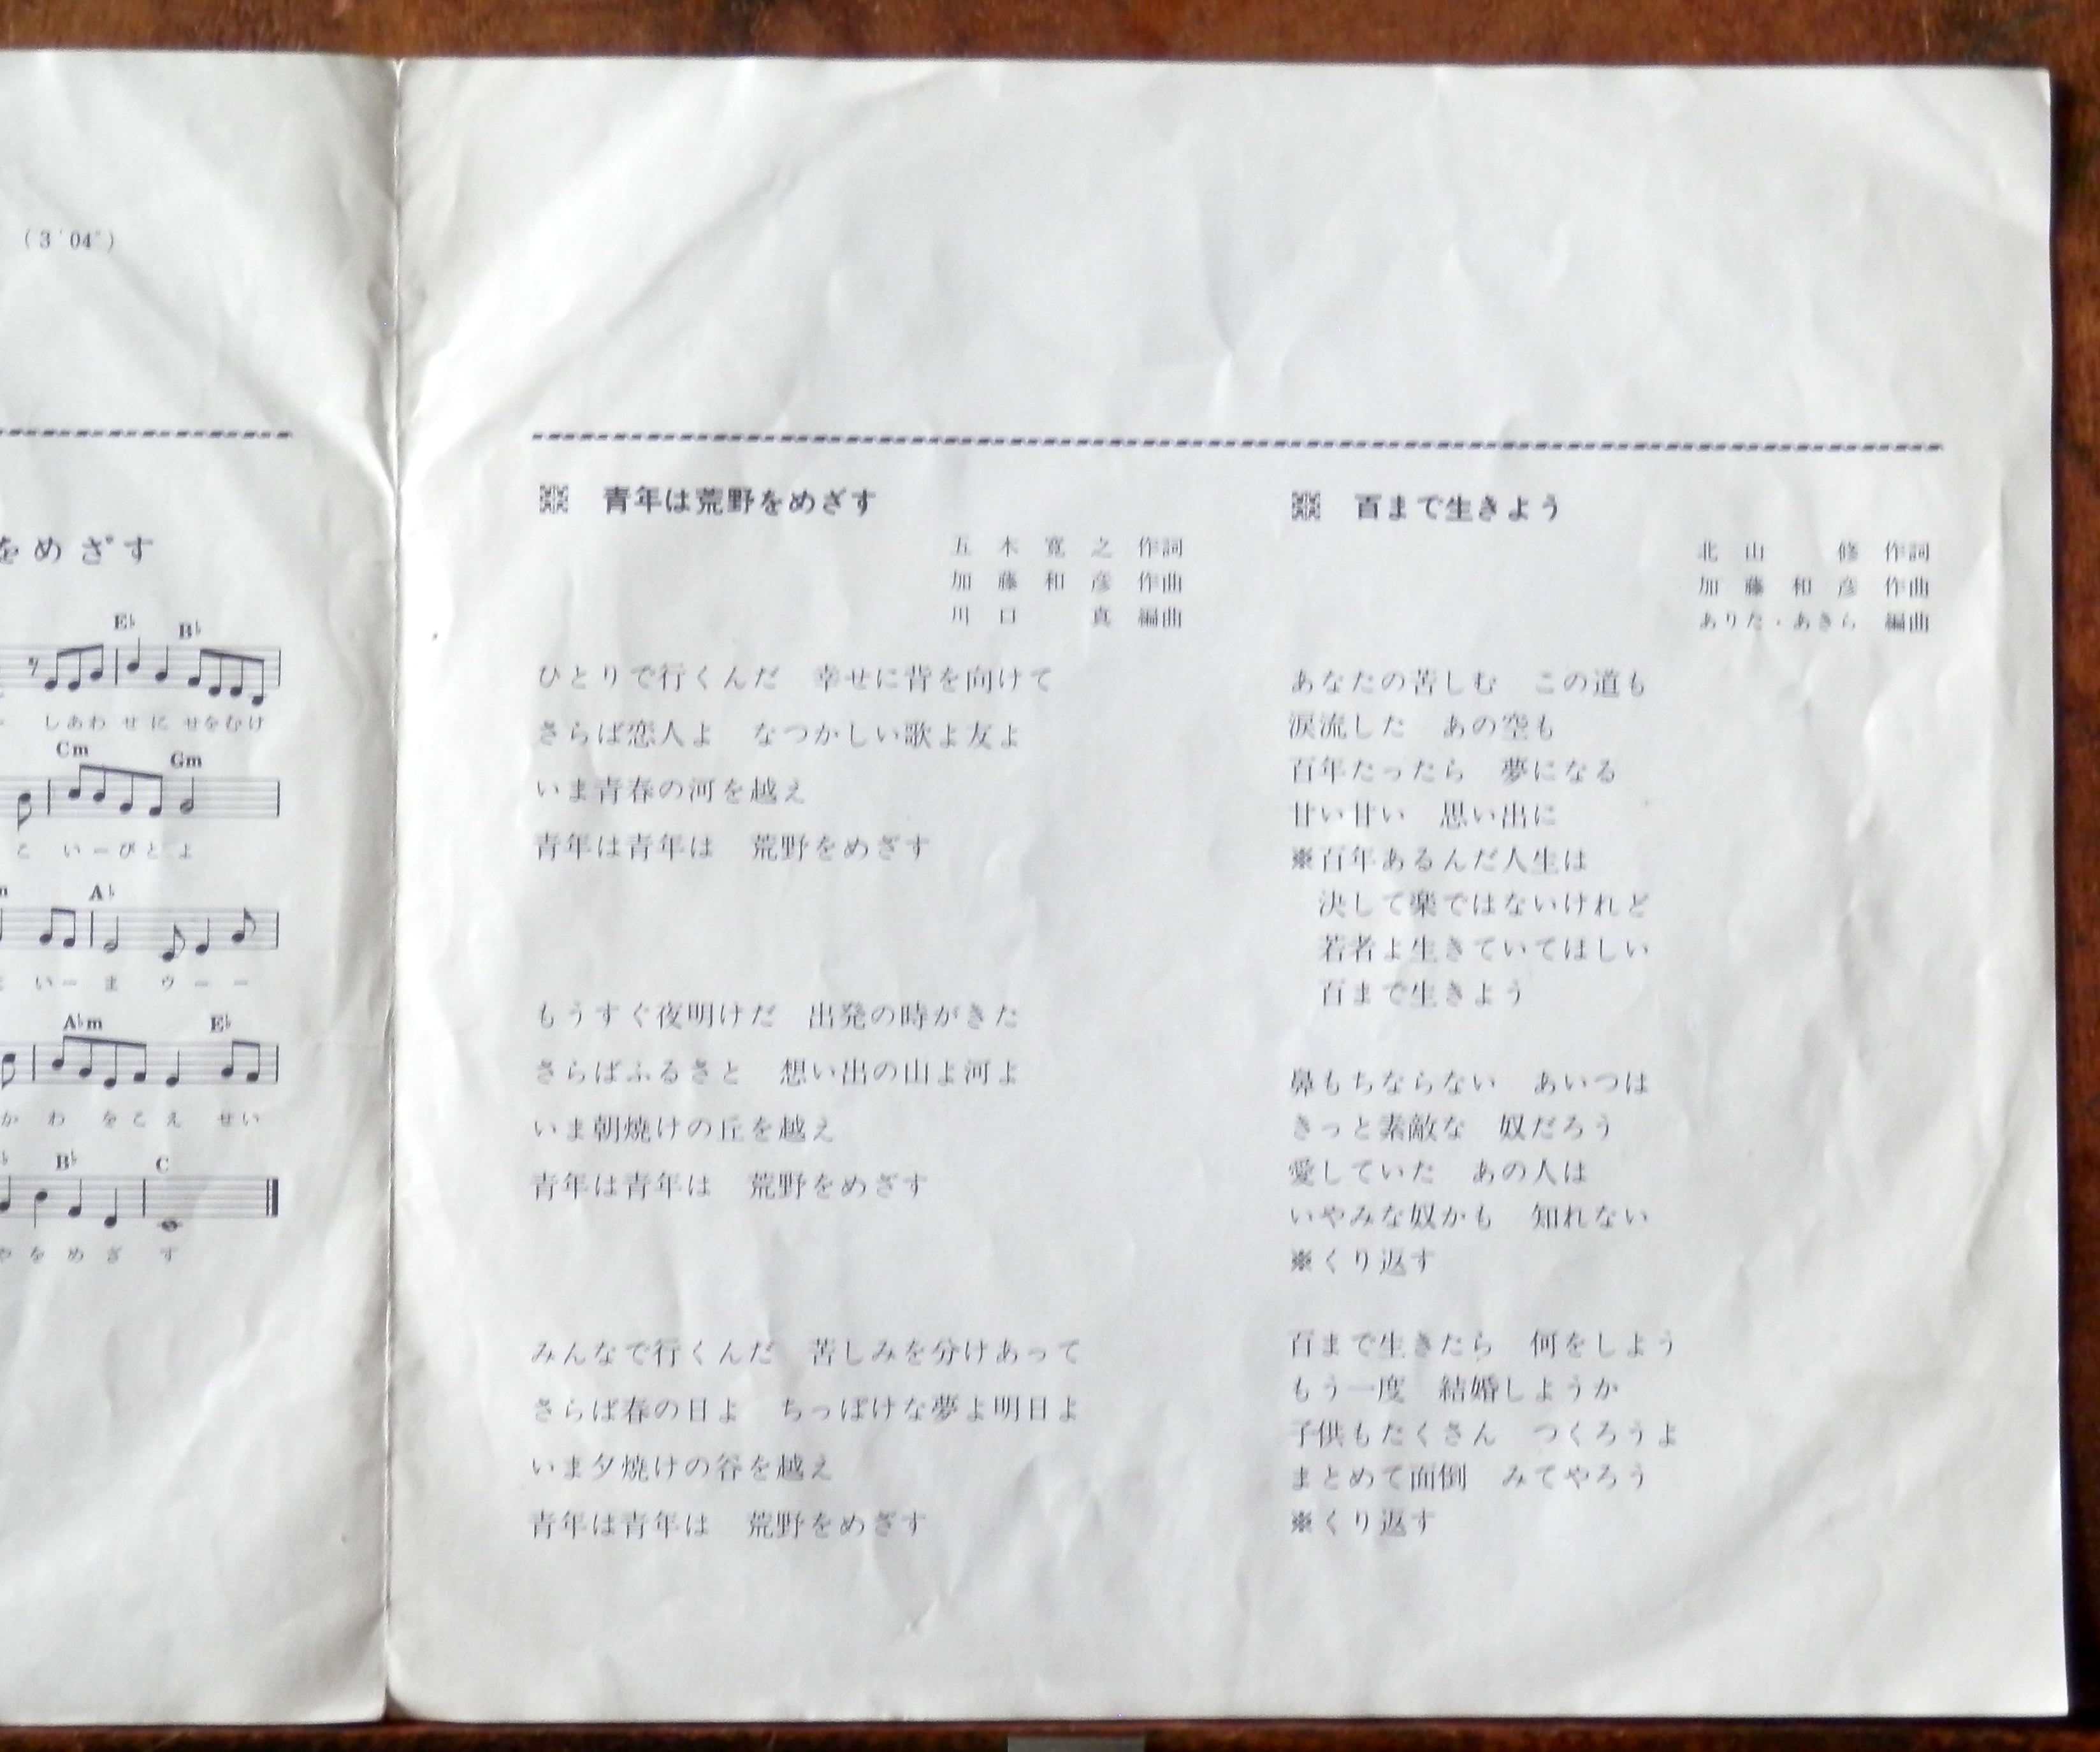 (3′04″)
をめざす
E♭ B♭
しあわ せ に せをむけ
Cm Gm
こ いーびと よ
A♭
いー ま ウ ー ー
A♭m E♭
か わ をこえ せい
B♭ C
や を め ざ す
青年は荒野をめざす
五木寛之 作詞
加藤和彦 作曲
川口 真 編曲
ひとりで行くんだ 幸せに背を向けて
さらば恋人よ なつかしい歌よ友よ
いま青春の河を越え
青年は青年は 荒野をめざす
もうすぐ夜明けだ 出発の時がきた
さらばふるさと 想い出の山よ河よ
いま朝焼けの丘を越え
青年は青年は 荒野をめざす
みんなで行くんだ 苦しみを分けあって
さらば春の日よ ちっぽけな夢よ明日よ
いま夕焼けの谷を越え
青年は青年は 荒野をめざす
百まで生きよう
北山 修 作詞
加藤和彦 作曲
ありた・あきら 編曲
あなたの苦しむ この道も
涙流した あの空も
百年たったら 夢になる
甘い甘い 思い出に
※百年あるんだ人生は
決して楽ではないけれど
若者よ生きていてほしい
百まで生きよう
鼻もちならない あいつは
きっと素敵な 奴だろう
愛していた あの人は
いやみな奴かも 知れない
※くり返す
百まで生きたら 何をしよう
もう一度 結婚しようか
子供もたくさん つくろうよ
まとめて面倒 みてやろう
※くり返す